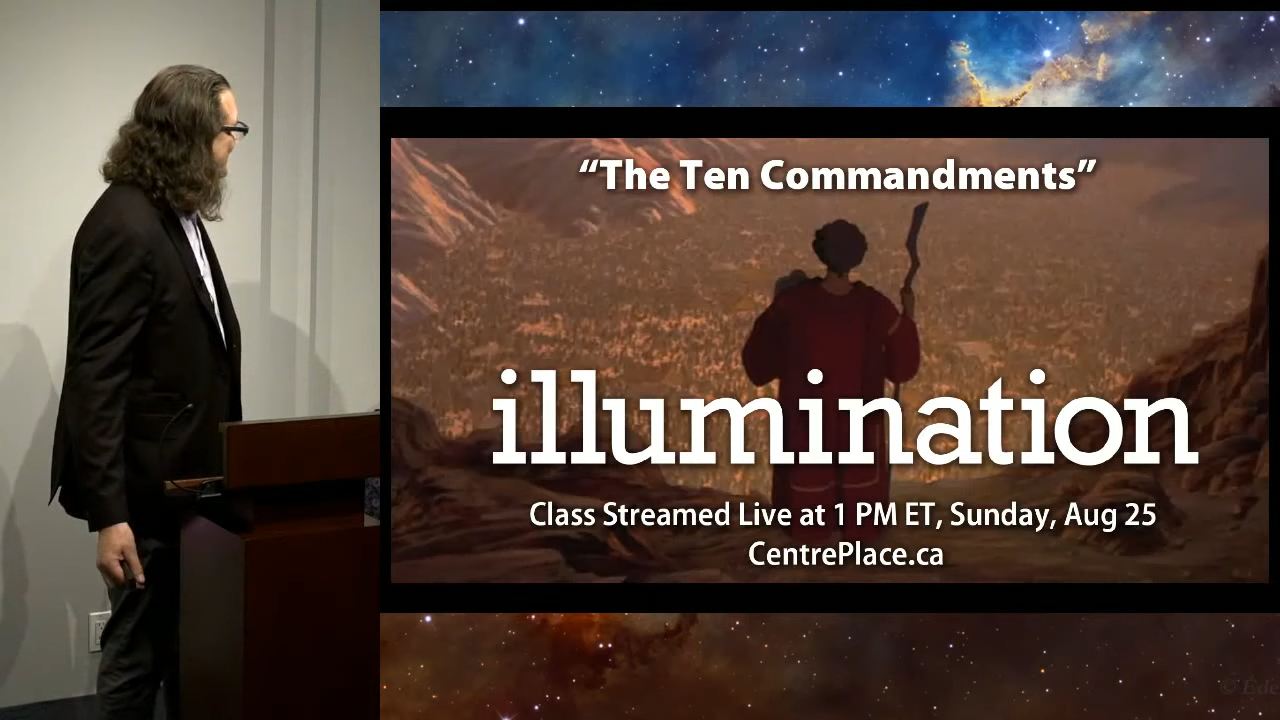 “The Ten Commandments”
illumination
Class Streamed Live at 1 PM ET, Sunday, Aug 25
CentrePlace.ca